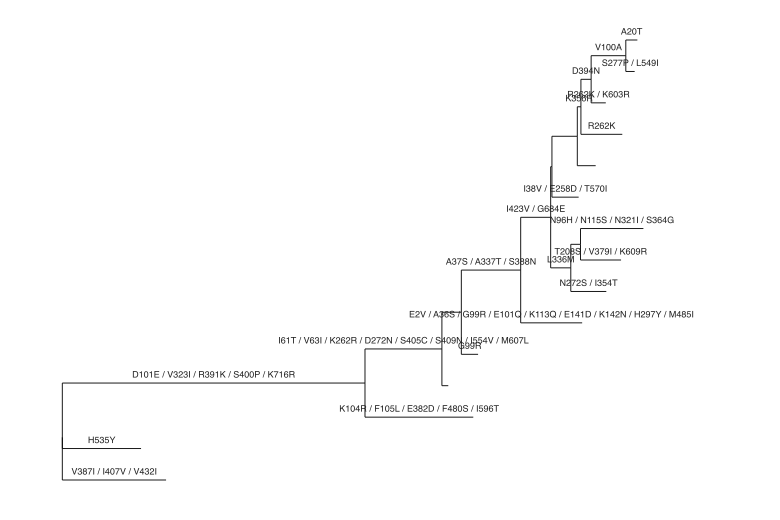 A20T
V100A
S277P / L549I
D394N
R262K / K603R
R262K
I38V / E258D / T570I
I423V / G684E
N96H / N115S / N321I / S364G
T208S / V379I / K609R
A37S / A337T / S388N
L336M
N272S / I354T
E2V / A36S / G99R / E101Q / K113Q / E141D / K142N / H297Y / M485I
I61T / V63I / K262R / D272N / S405C / S409N / I554V / M607L
G99R
D101E / V323I / R391K / S400P / K716R
K104R / F105L / E382D / F480S / I596T
H535Y
V387I / I407V / V432I